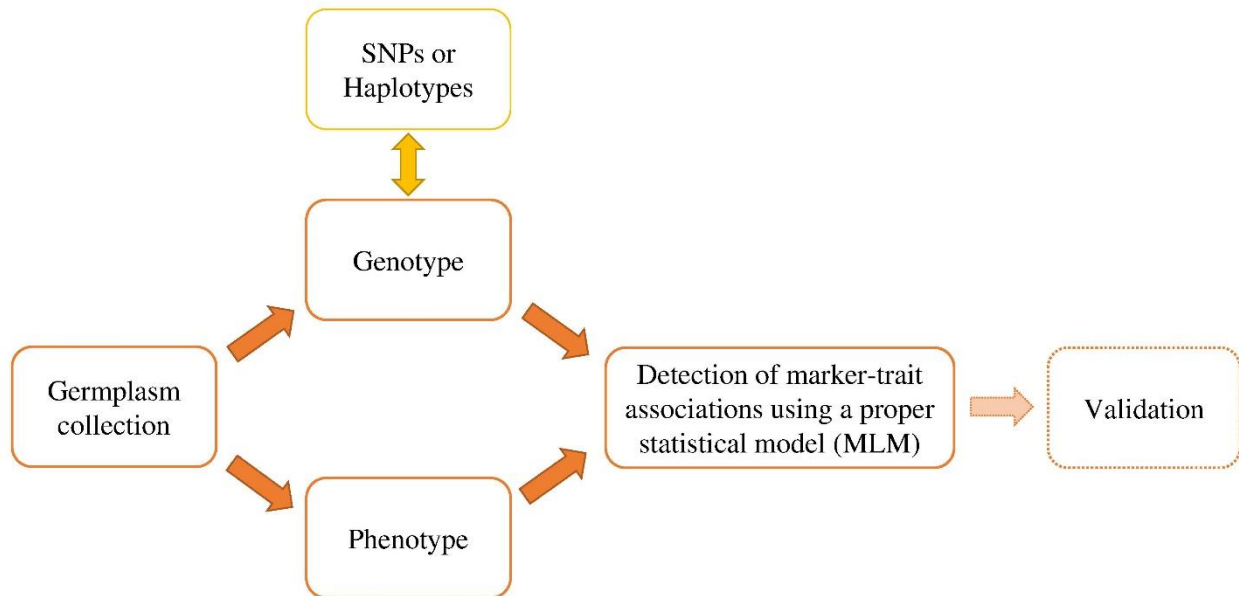 SNPs or
Haplotypes
Genotype
Germplasm
collection
Detection of marker-trait
associations using a proper
statistical model (MLM)
Validation
Phenotype